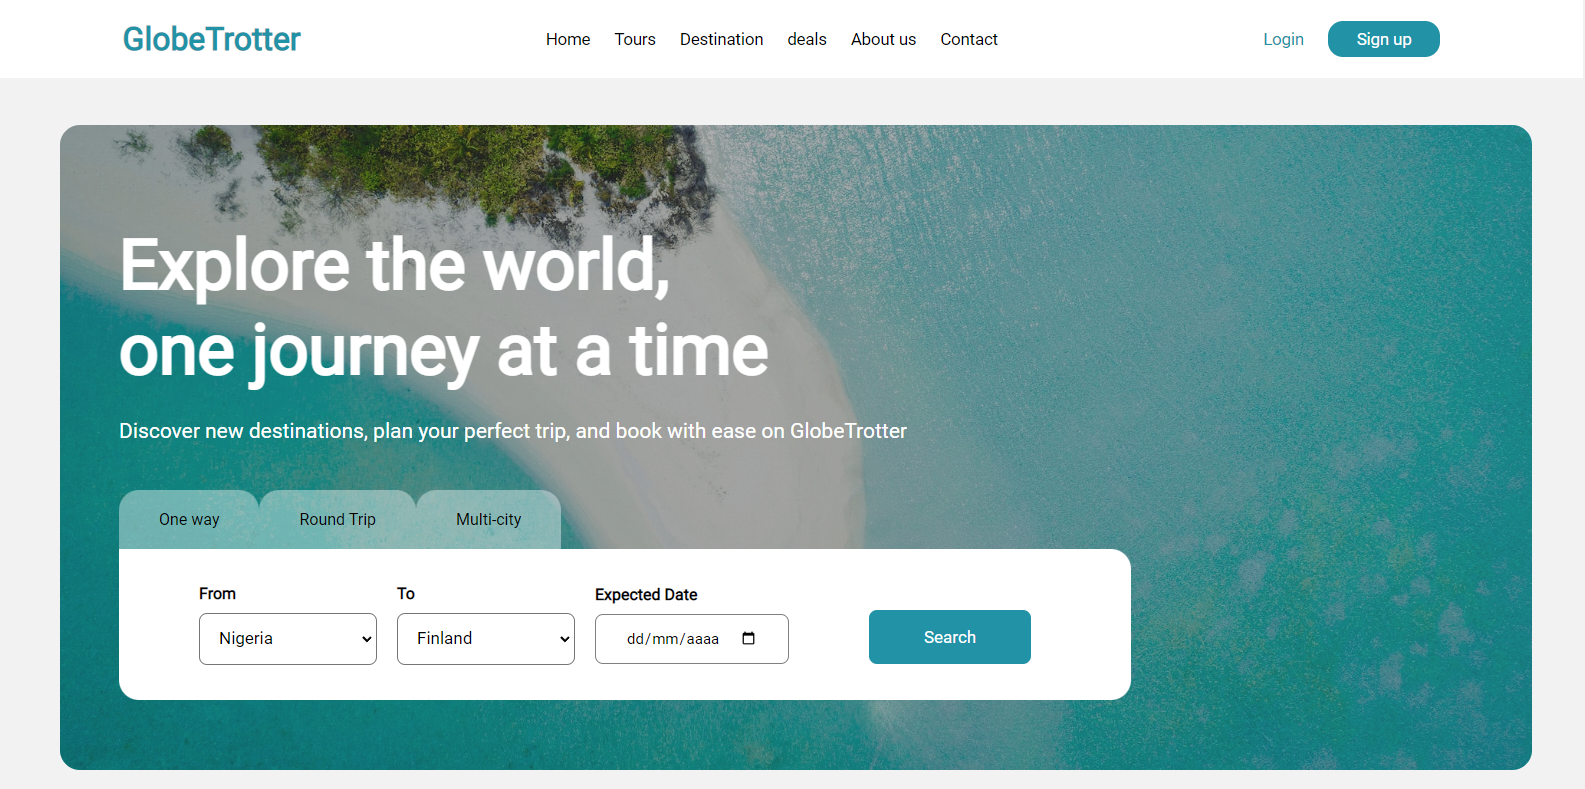 GlobeTrotter
Home Tours Destination deals About us Contact
Login Sign up
Explore the world,
one journey at a time
Discover new destinations, plan your perfect trip, and book with ease on GlobeTrotter
One way Round Trip Multi-city
From To Expected Date
Nigeria Finland dd/mm/aaaa Search